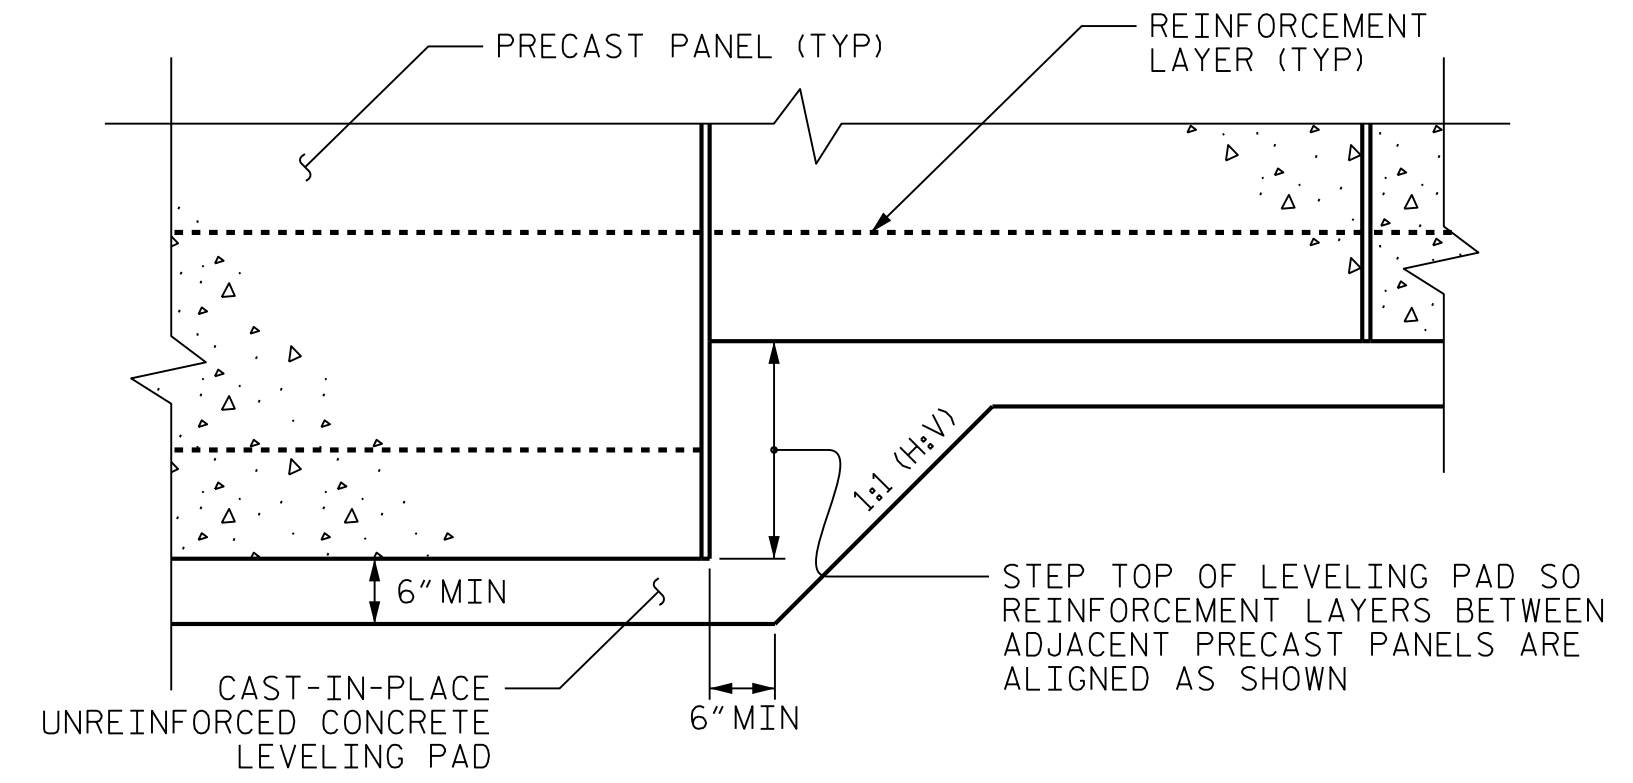 PRECAST PANEL (TYP)
REINFORCEMENT
LAYER (TYP)
1:1 (H:V)
6"MIN
STEP TOP OF LEVELING PAD SO
REINFORCEMENT LAYERS BETWEEN
ADJACENT PRECAST PANELS ARE
ALIGNED AS SHOWN
CAST-IN-PLACE
UNREINFORCED CONCRETE
LEVELING PAD
6"MIN